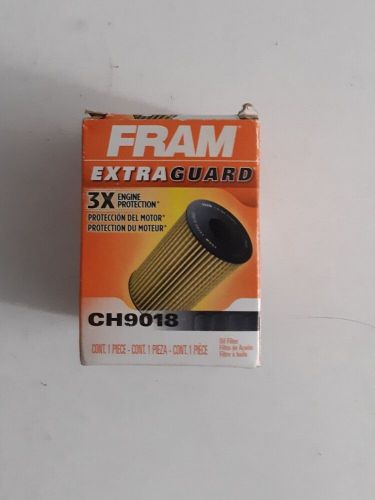 FRAM
EXTRAGUARD
3X ENGINE PROTECTION*
PROTECCIÓN DEL MOTOR*
PROTECTION DU MOTEUR*
CH9018
CONT. 1 PIECE - CONT. 1 PIEZA - CONT. 1 PIÈCE
Oil Filter
Filtro de Aceite
Filtre à huile